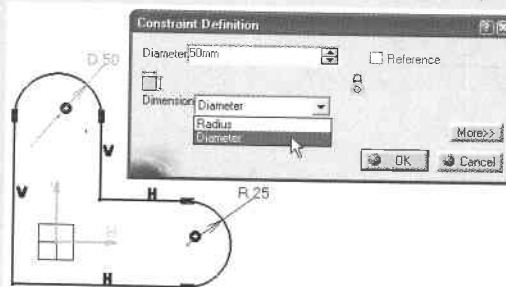 Constraint Definition
Diameter 50mm
Reference
Dimension Diameter
Radius
Diameter
More>>
OK
Cancel
D 50
V
V
H
R 25
H